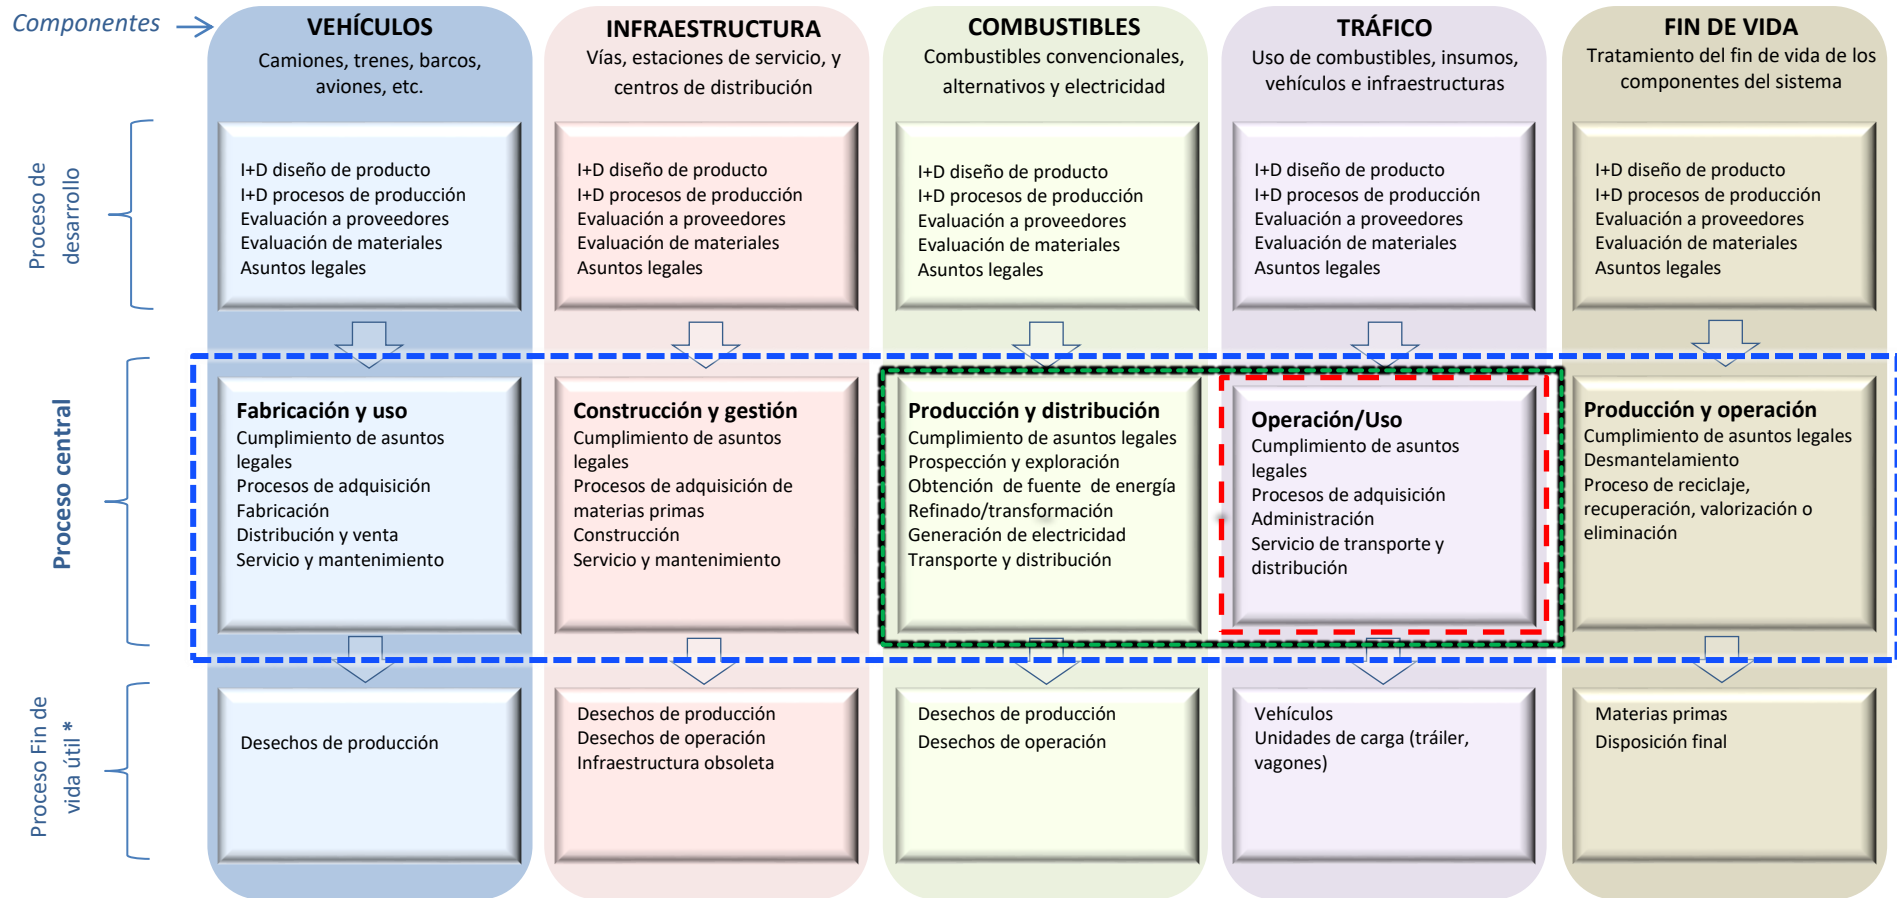 Componentes
VEHÍCULOS
Camiones, trenes, barcos,
aviones, etc.
INFRAESTRUCTURA
Vías, estaciones de servicio, y
centros de distribución
COMBUSTIBLES
Combustibles convencionales,
alternativos y electricidad
TRÁFICO
Uso de combustibles, insumos,
vehículos e infraestructuras
FIN DE VIDA
Tratamiento del fin de vida de los
componentes del sistema
Proceso de
desarrollo
I+D diseño de producto
I+D procesos de producción
Evaluación a proveedores
Evaluación de materiales
Asuntos legales
I+D diseño de producto
I+D procesos de producción
Evaluación a proveedores
Evaluación de materiales
Asuntos legales
I+D diseño de producto
I+D procesos de producción
Evaluación a proveedores
Evaluación de materiales
Asuntos legales
I+D diseño de producto
I+D procesos de producción
Evaluación a proveedores
Evaluación de materiales
Asuntos legales
I+D diseño de producto
I+D procesos de producción
Evaluación a proveedores
Evaluación de materiales
Asuntos legales
Proceso central
Fabricación y uso
Cumplimiento de asuntos
legales
Procesos de adquisición
Fabricación
Distribución y venta
Servicio y mantenimiento
Construcción y gestión
Cumplimiento de asuntos
legales
Procesos de adquisición de
materias primas
Construcción
Servicio y mantenimiento
Producción y distribución
Cumplimiento de asuntos legales
Prospección y exploración
Obtención de fuente de energía
Refinado/transformación
Generación de electricidad
Transporte y distribución
Operación/Uso
Cumplimiento de asuntos
legales
Procesos de adquisición
Administración
Servicio de transporte y
distribución
Producción y operación
Cumplimiento de asuntos legales
Desmantelamiento
Proceso de reciclaje,
recuperación, valorización o
eliminación
Proceso Fin de
vida útil *
Desechos de producción
Desechos de producción
Desechos de operación
Infraestructura obsoleta
Desechos de producción
Desechos de operación
Vehículos
Unidades de carga (tráiler,
vagones)
Materias primas
Disposición final